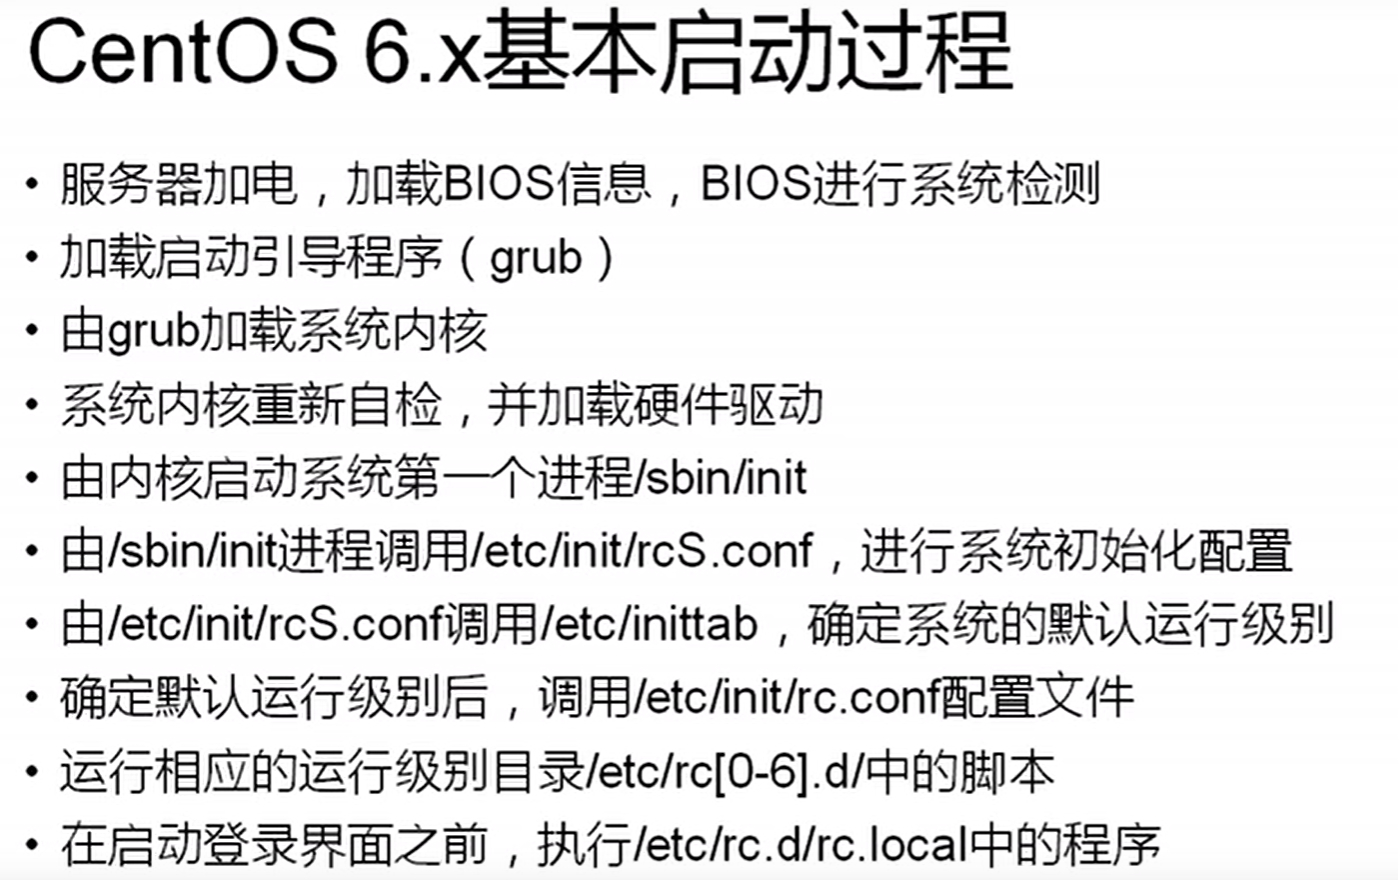 CentOS 6.x基本启动过程
• 服务器加电，加载BIOS信息，BIOS进行系统检测
• 加载启动引导程序（grub）
• 由grub加载系统内核
• 系统内核重新自检，并加载硬件驱动
• 由内核启动系统第一个进程/sbin/init
• 由/sbin/init进程调用/etc/init/rcS.conf，进行系统初始化配置
• 由/etc/init/rcS.conf调用/etc/inittab，确定系统的默认运行级别
• 确定默认运行级别后，调用/etc/init/rc.conf配置文件
• 运行相应的运行级别目录/etc/rc[0-6].d/中的脚本
• 在启动登录界面之前，执行/etc/rc.d/rc.local中的程序